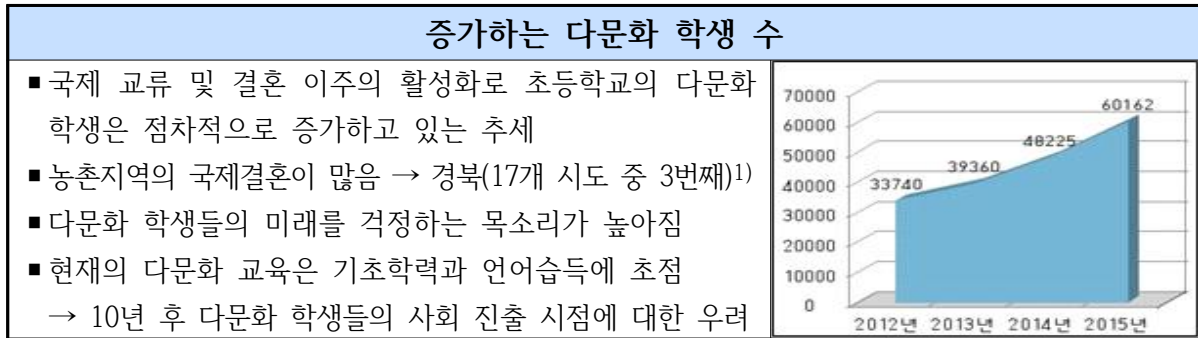 증가하는 다문화 학생 수
▪국제 교류 및 결혼 이주의 활성화로 초등학교의 다문화
학생은 점차적으로 증가하고 있는 추세
▪농촌지역의 국제결혼이 많음 → 경북(17개 시도 중 3번째)1)
▪다문화 학생들의 미래를 걱정하는 목소리가 높아짐
▪현재의 다문화 교육은 기초학력과 언어습득에 초점
→ 10년 후 다문화 학생들의 사회 진출 시점에 대한 우려
70000
60000
50000
40000
30000
20000
10000
0
33740
39360
48225
60162
2012년 2013년 2014년 2015년